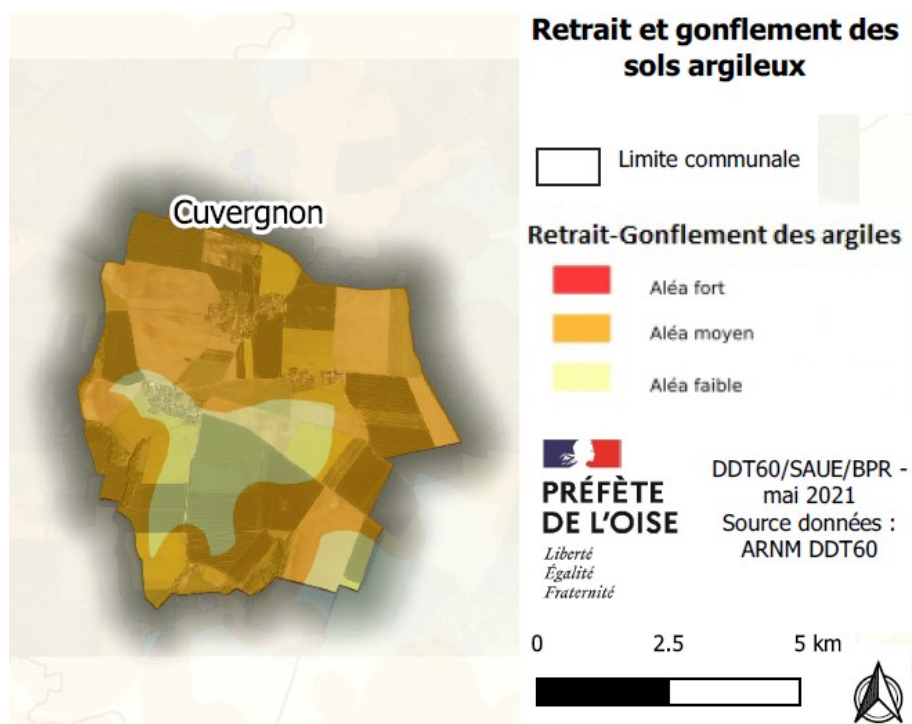 Retrait et gonflement des
sols argileux
Limite communale
Cuvergnon
Retrait-Gonflement des argiles
Aléa fort
Aléa moyen
Aléa faible
PRÉFÈTE
DE L'OISE
Liberté
Égalité
Fraternité
DDT60/SAUE/BPR -
mai 2021
Source données :
ARNM DDT60
0 2.5 5 km